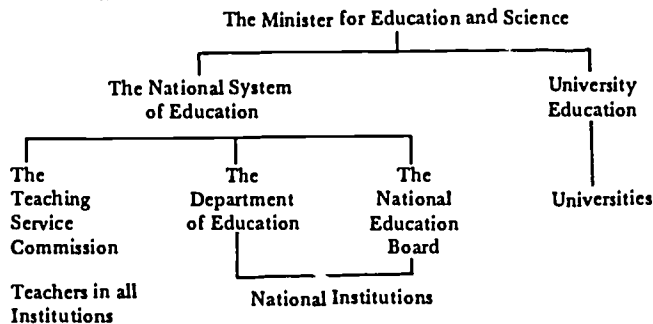 The Minister for Education and Science
The National System
of Education
University
Education
The
Teaching
Service
Commission
The
Department
of Education
The
National
Education
Board
Universities
Teachers in all
Institutions
National Institutions